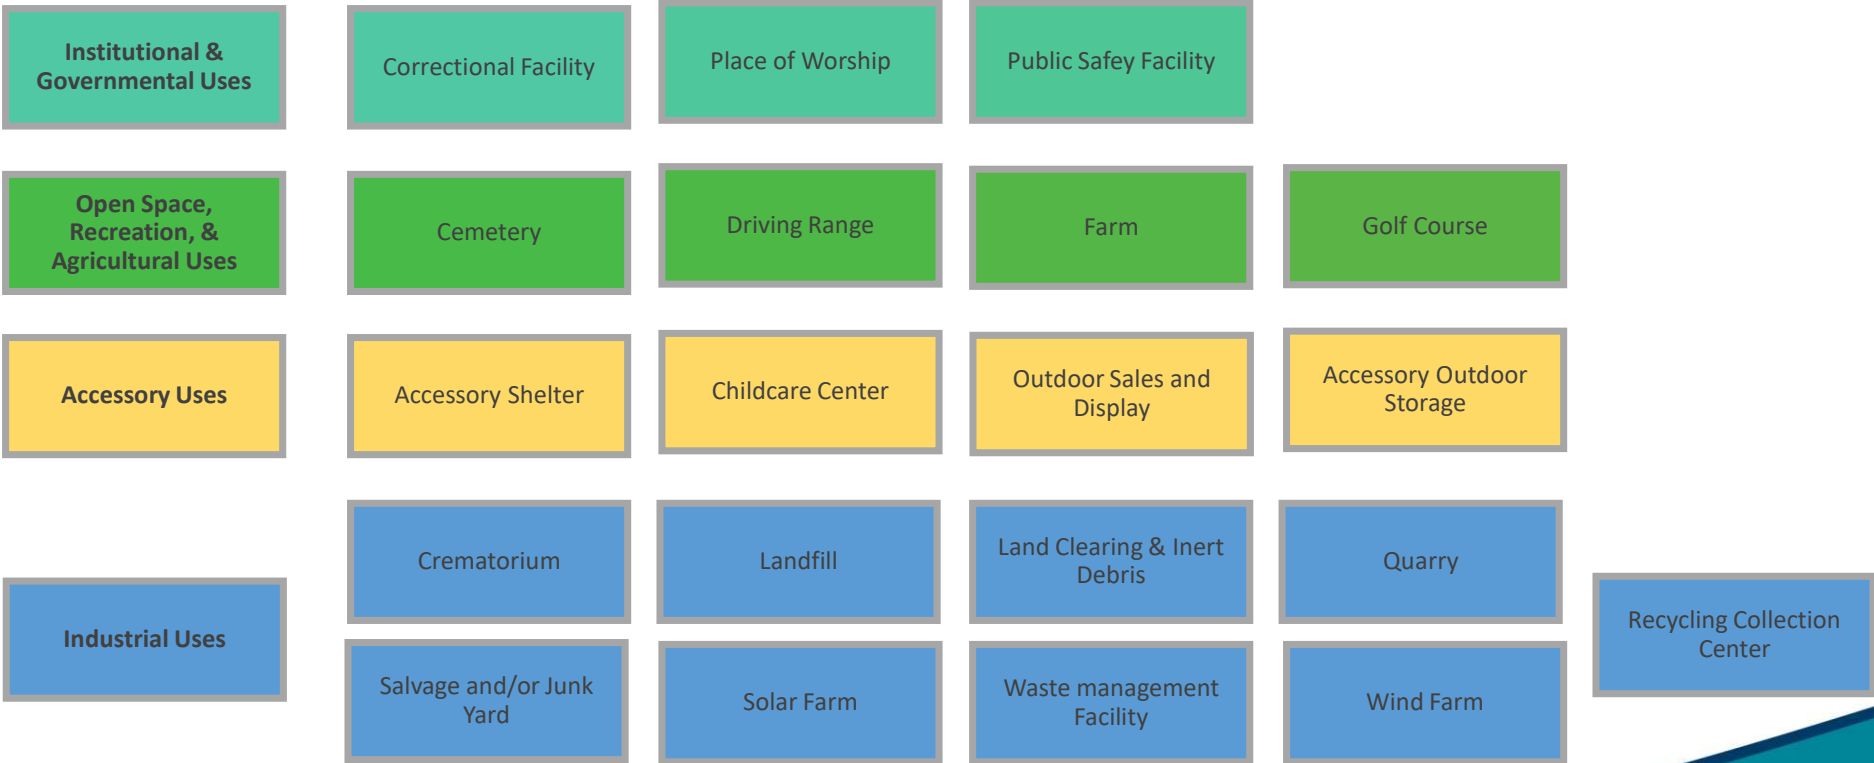 Institutional &
Governmental Uses
Correctional Facility
Place of Worship
Public Safey Facility
Open Space,
Recreation, &
Agricultural Uses
Cemetery
Driving Range
Farm
Golf Course
Accessory Uses
Accessory Shelter
Childcare Center
Outdoor Sales and
Display
Accessory Outdoor
Storage
Industrial Uses
Crematorium
Landfill
Land Clearing & Inert
Debris
Quarry
Recycling Collection
Center
Salvage and/or Junk
Yard
Solar Farm
Waste management
Facility
Wind Farm